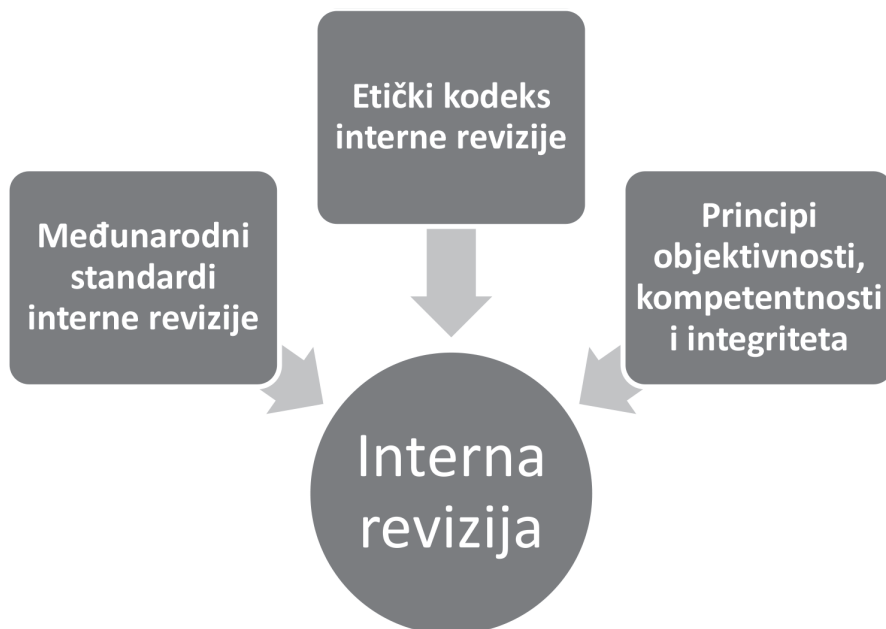 Etički kodeks
interne revizije
Međunarodni
standardi
interne revizije
Principi
objektivnosti,
kompetentnosti
i integriteta
Interna
revizija